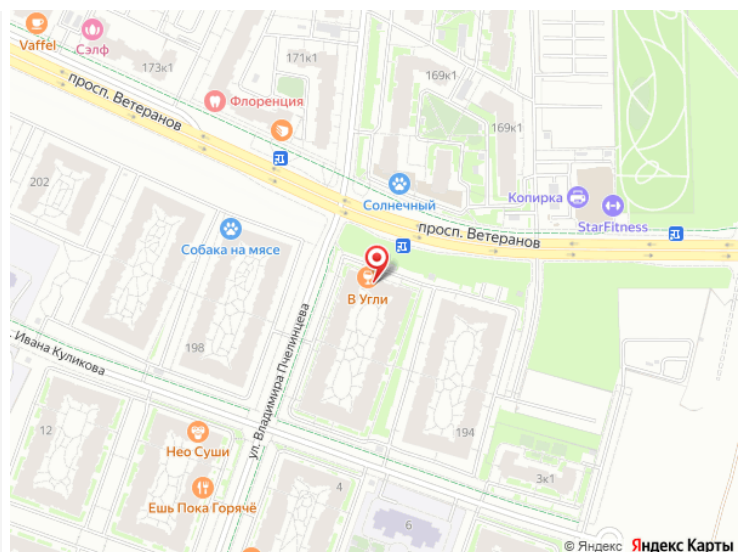 Vaffel
Сэлф
173к1
171к1
169к1
просп. Ветеранов
Флоренция
169к1
202
Солнечный
Копирка
StarFitness
просп. Ветеранов
Собака на мясе
В Угли
ул. Владимира Пчелинцева
198
. Ивана Куликова
12
Нео Суши
194
3к1
Ешь Пока Горячё
4
6
© Яндекс Яндекс Карты